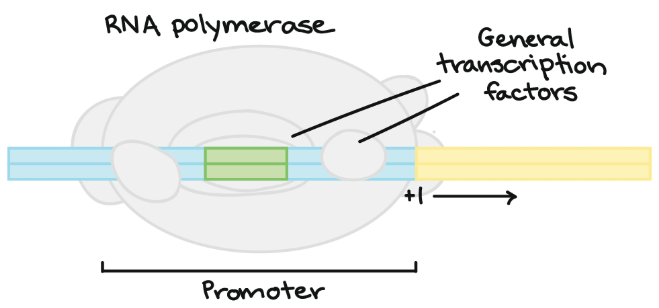 RNA polymerase
General
transcription
factors
+1
Promoter